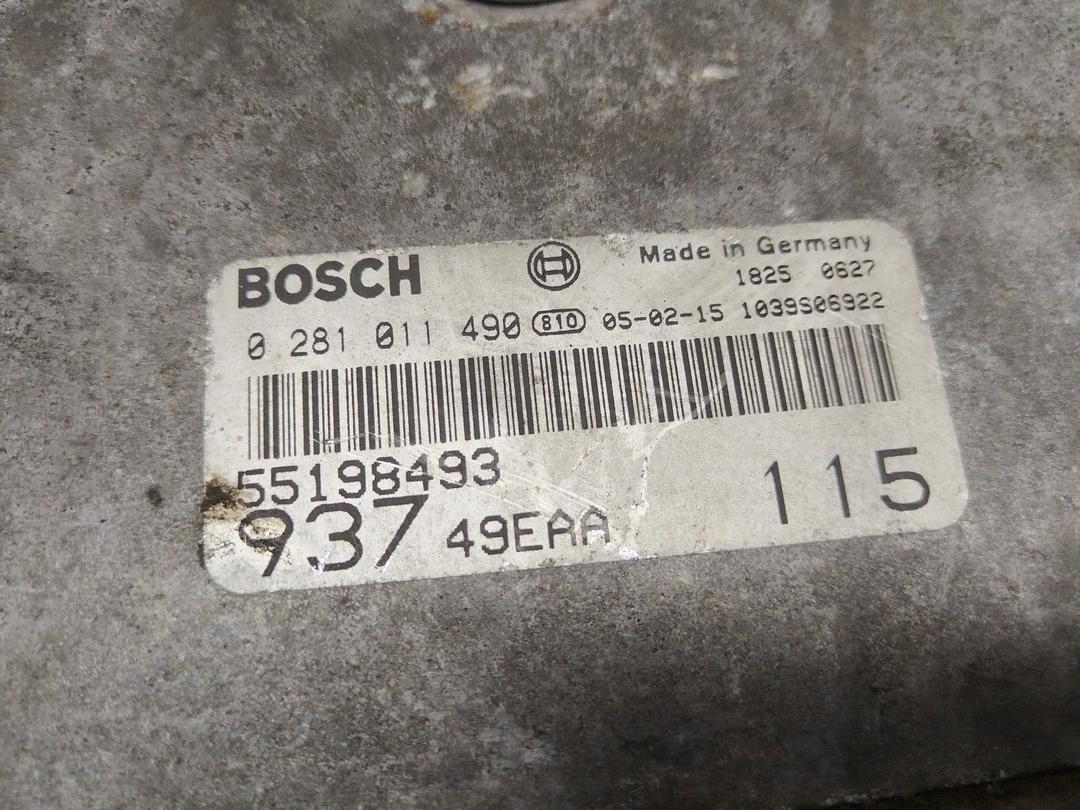 BOSCH
Made in Germany
1825 0627
0 281 011 490 810 05-02-15 1039S06922
55198493
937 49EAA 115